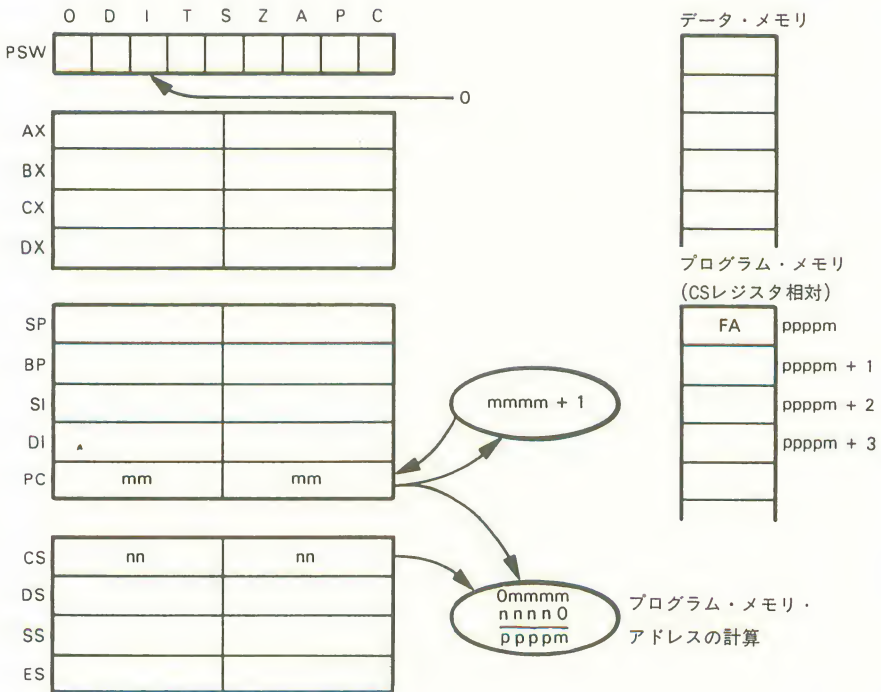 O D I T S Z A P C
PSW
0
AX
BX
CX
DX
SP
BP
SI
DI
PC mm mm
mmmm + 1
CS nn nn
DS
SS
ES
0mmmm
nnnn0
ppppm
プログラム・メモリ・
アドレスの計算
データ・メモリ
プログラム・メモリ
(CSレジスタ相対)
FA ppppm
ppppm + 1
ppppm + 2
ppppm + 3